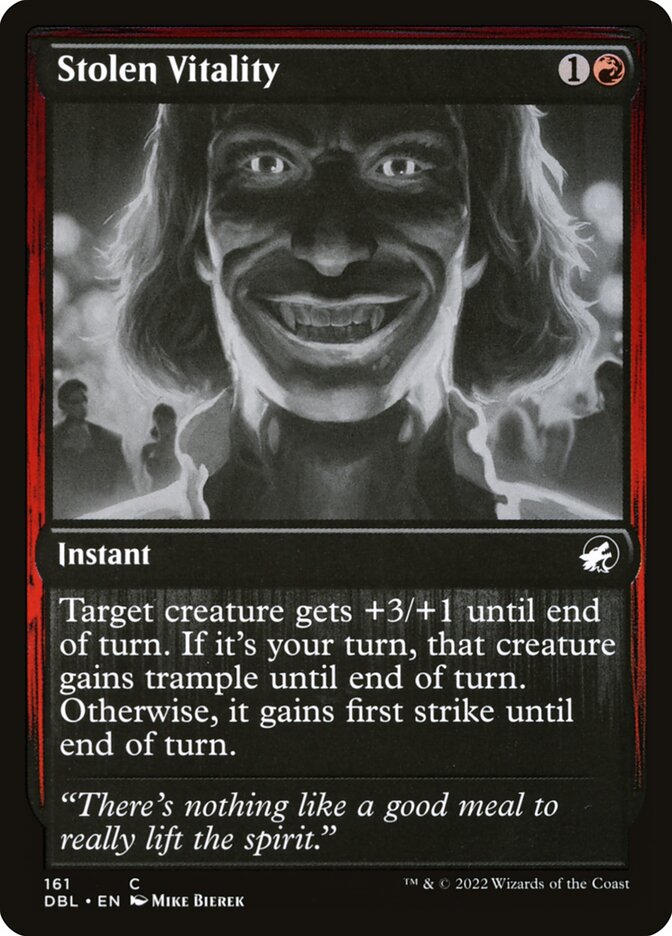 Stolen Vitality 1
Instant
Target creature gets +3/+1 until end
of turn. If it's your turn, that creature
gains trample until end of turn.
Otherwise, it gains first strike until
end of turn.
“There's nothing like a good meal to
really lift the spirit.”
161 C
DBL • EN Mike Bierek
™ & © 2022 Wizards of the Coast